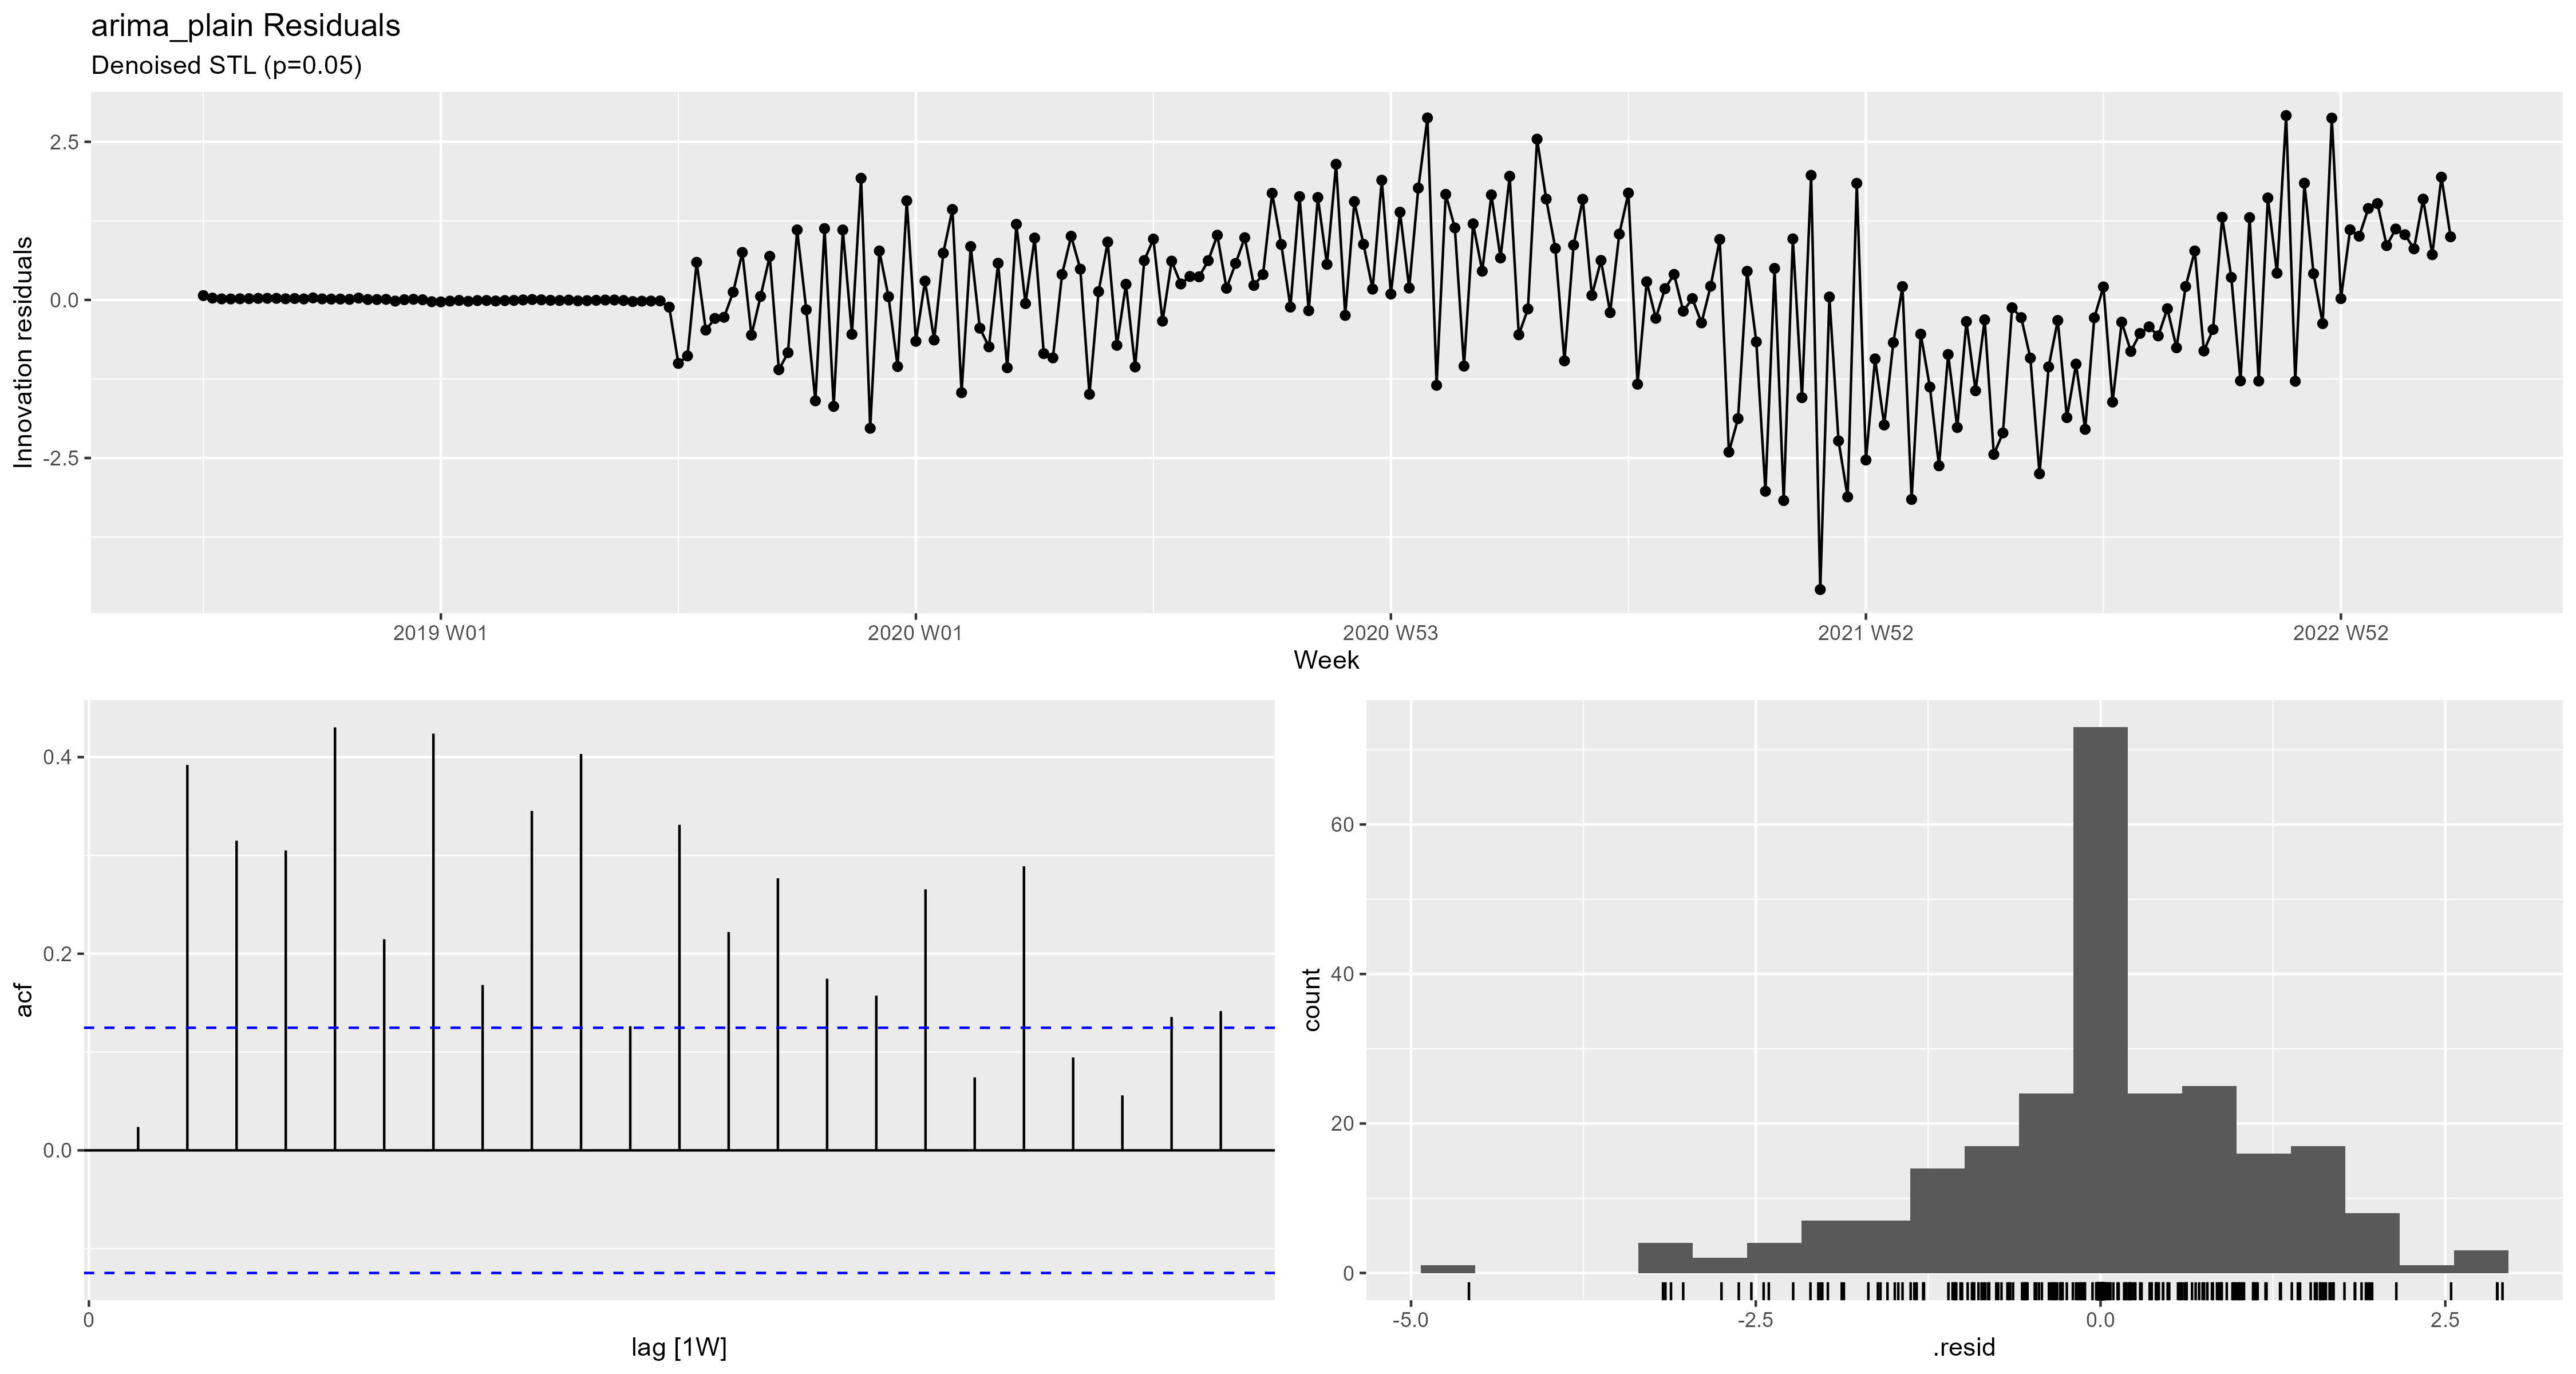 arima_plain Residuals
Denoised STL (p=0.05)
Innovation residuals
2.5
0.0
-2.5
2019 W01 2020 W01 2020 W53 2021 W52 2022 W52
Week
acf
0.4
0.2
0.0
0
lag [1W]
count
60
40
20
0
-5.0 -2.5 0.0 2.5
.resid